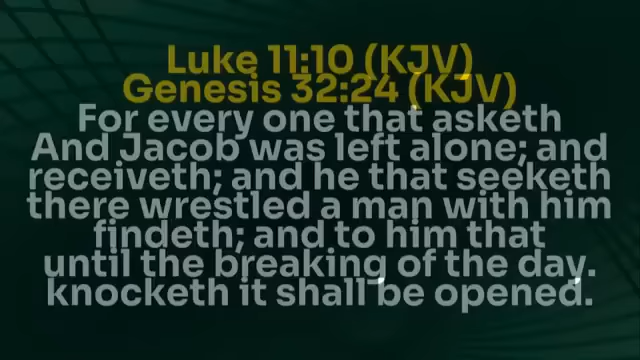 Luke 11:10 (KJV)
Genesis 32:24 (KJV)
For every one that asketh
And Jacob was left alone; and
receiveth; and he that seeketh
there wrestled a man with him
findeth; and to him that
until the breaking of the day.
knocketh it shall be opened.